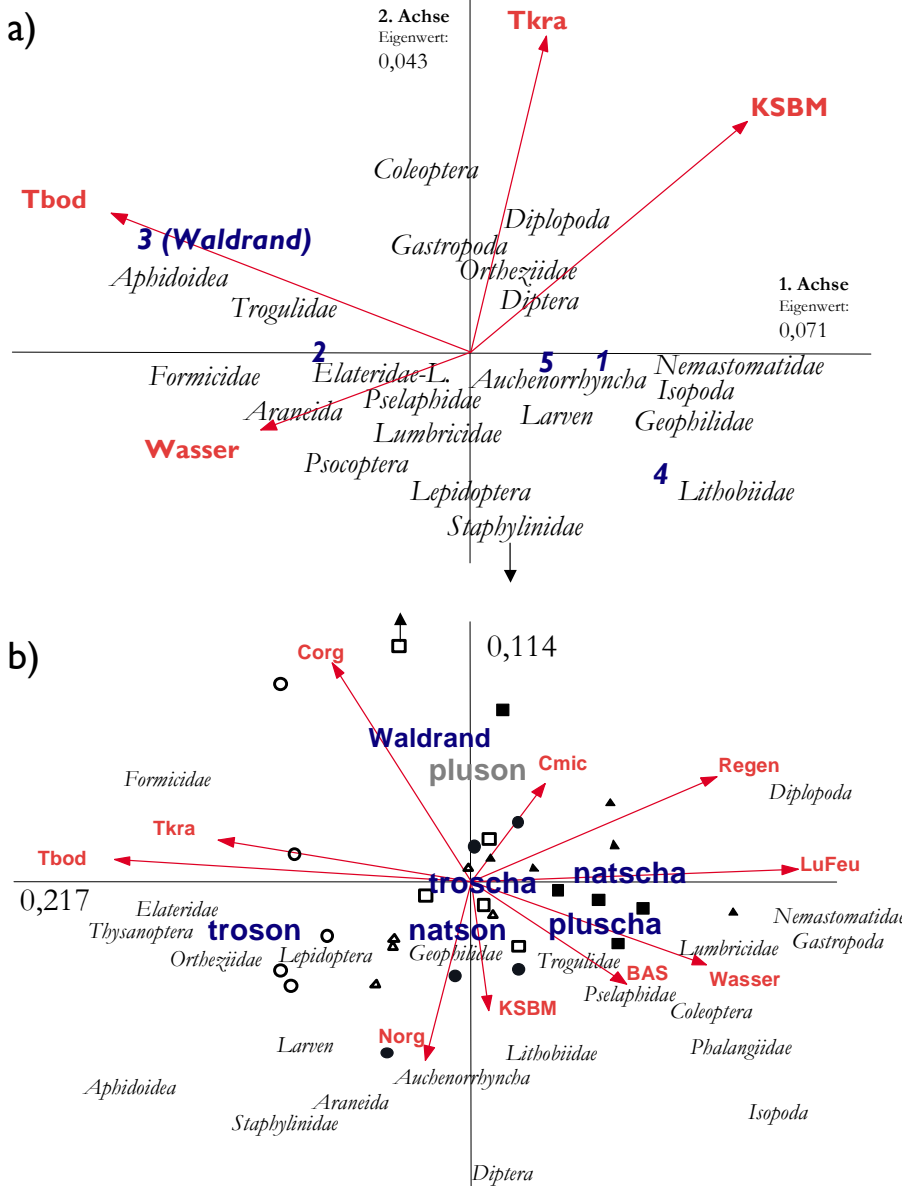 a)
2. Achse
Eigenwert:
0,043
Tkra
KSBM
Coleoptera
Tbod
Diplopoda
3 (Waldrand)
Gastropoda
Ortheziidae
Aphidoidea
1. Achse
Eigenwert:
0,071
Diptera
Trogulidae
2
5
1
Nemastomatidae
Formicidae
Elateridae-L.
Auchenorrhyncha
Isopoda
Araneida
Pselaphidae
Larven
Geophilidae
Wasser
Lumbricidae
Psocoptera
4
Lepidoptera
Lithobiidae
Staphylinidae
b)
0,114
Corg
Waldrand
pluson
Cmic
Regen
Formicidae
Diplopoda
Tkra
Tbod
LuFeu
natscha
troscha
0,217
Elateridae
Nemastomatidae
Thysanoptera
troson
natson
pluscha
Gastropoda
Ortheziidae
Lepidoptera
Geophilidae
Trogulidae
Lumbricidae
BAS
Wasser
Pselaphidae
Coleoptera
KSBM
Norg
Larven
Lithobiidae
Phalangiidae
Auchenorrhyncha
Aphidoidea
Araneida
Isopoda
Staphylinidae
Diptera